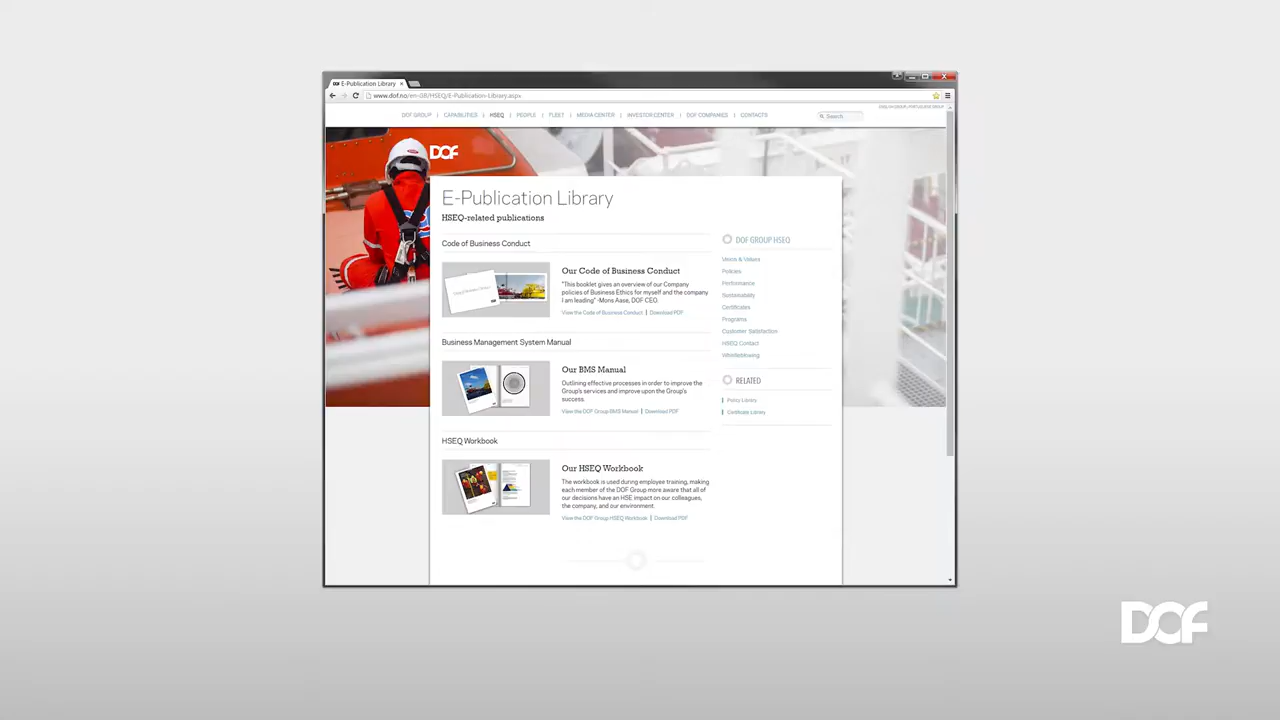 E-Publication Library
www.dof.no/en-GB/HSEQ/E-Publication-Library.aspx
DOF GROUP | CAPABILITIES | HSEQ | PEOPLE | FLEET | MEDIA CENTER | INVESTOR CENTER | DOF COMPANIES | CONTACTS
Search
DOF
E-Publication Library
HSEQ-related publications
Code of Business Conduct
Our Code of Business Conduct
"This booklet gives an overview of our Company
policies of Business Ethics for myself and the company
I am leading" -Mons Aase, DOF CEO.
View the Code of Business Conduct | Download PDF
Business Management System Manual
Our BMS Manual
Outlining effective processes in order to improve the
Group's services and improve upon the Group's
success.
View the DOF Group BMS Manual | Download PDF
HSEQ Workbook
Our HSEQ Workbook
The workbook is used during employee training, making
each member of the DOF Group more aware that all of
our decisions have an HSE impact on our colleagues,
the company, and our environment.
View the DOF Group HSEQ Workbook | Download PDF
DOF GROUP HSEQ
Visions & Values
Policies
Performance
Sustainability
Certificates
Programs
Customer Satisfaction
HSEQ Contact
Whistleblowing
RELATED
Policy Library
Certificate Library
DOF